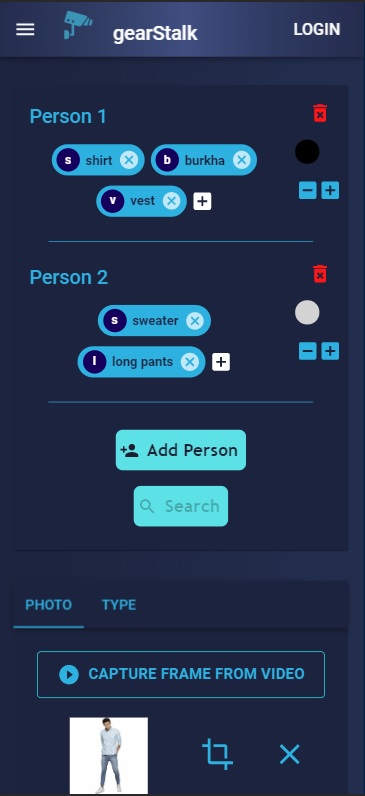 gearStalk
LOGIN
Person 1
s shirt
b burkha
v vest
Person 2
s sweater
l long pants
Add Person
Search
PHOTO
TYPE
CAPTURE FRAME FROM VIDEO